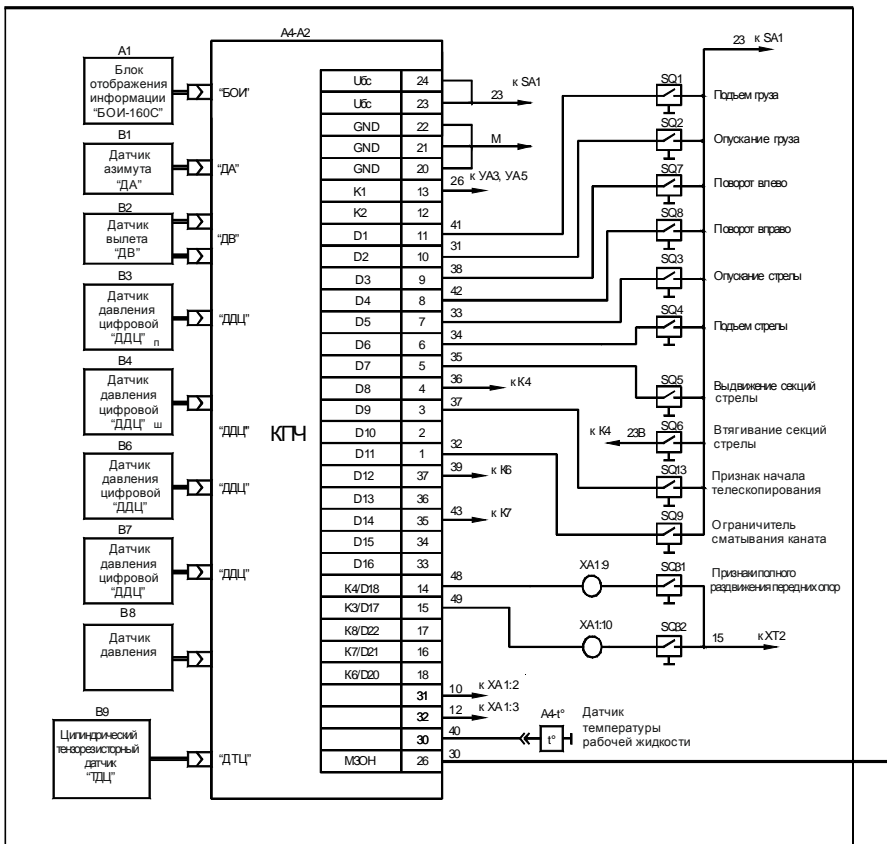 A4-A2
23 к SA1
A1
Блок
отображения
информации
"БОИ-160С"
"БОИ"
B1
Датчик
азимута
"ДА"
"ДА"
B2
Датчик
вылета
"ДВ"
"ДВ"
B3
Датчик
давления
цифровой
"ДДЦ" п
"ДДЦ"
B4
Датчик
давления
цифровой
"ДДЦ" ш
"ДДЦ"
B6
Датчик
давления
цифровой
"ДДЦ"
"ДДЦ"
B7
Датчик
давления
цифровой
"ДДЦ"
"ДДЦ"
B8
Датчик
давления
B9
Цилиндрический
тензорезисторный
датчик
"ТДЦ"
"ДТЦ"
КПЧ
Uбс 24
Uбс 23
23 к SA1
GND 22
GND 21
M
GND 20
K1 13
26 к УА3, УА5
K2 12
D1 11 41
D2 10 31
D3 9 38
D4 8 42
D5 7 33
D6 6 34
D7 5 35
D8 4 36 к К4
D9 3 37
D10 2
D11 1 32
D12 37 39 к К6
D13 36
D14 35 43 к К7
D15 34
D16 33
K4/D18 14 48
K3/D17 15 49
K8/D22 17
K7/D21 16
K6/D20 18
31 10 к XA1:2
32 12 к XA1:3
30 40
МЗОН 26 30
SQ1 Подъем груза
SQ2 Опускание груза
SQ7 Поворот влево
SQ8 Поворот вправо
SQ3 Опускание стрелы
SQ4 Подъем стрелы
SQ5 Выдвижение секций
стрелы
к К4 23В SQ6 Втягивание секций
стрелы
SQ13 Признак начала
телескопирования
SQ9 Ограничитель
сматывания каната
XA1:9 SQ31 Признаки полного
раздвижения передних опор
XA1:10 SQ32 15 к ХТ2
A4-t° Датчик
температуры
рабочей жидкости
t°